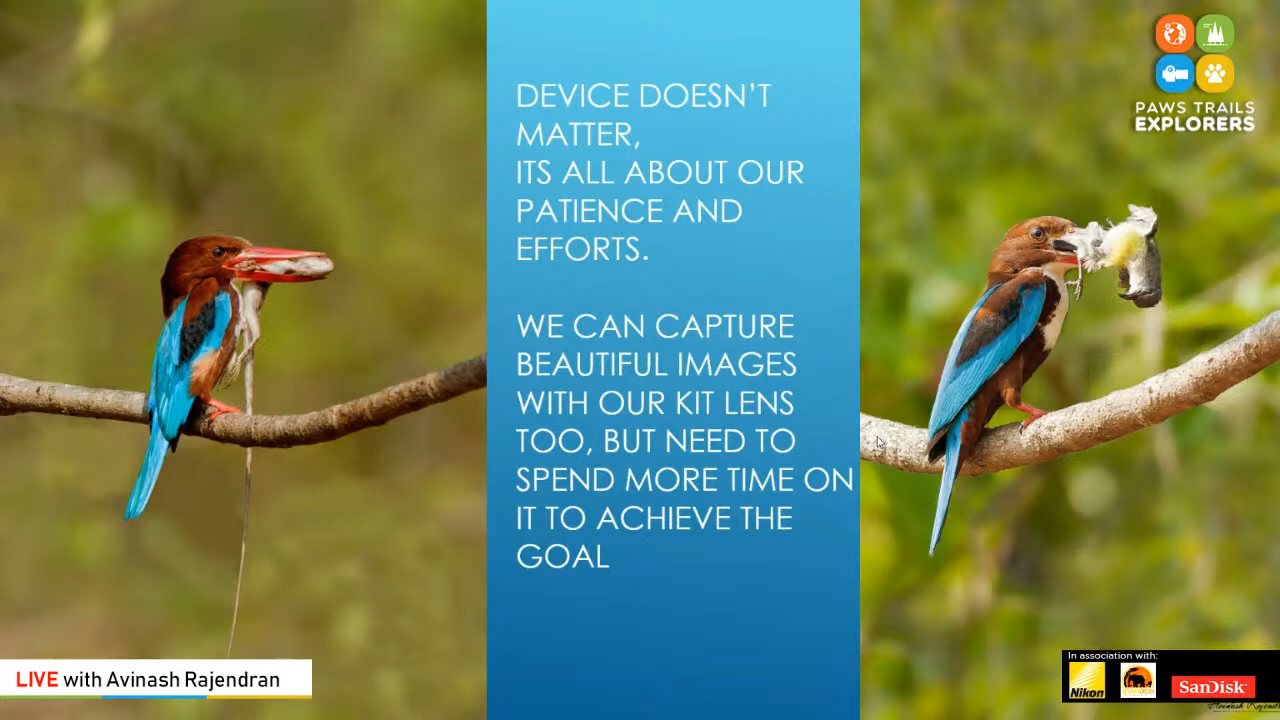 PAWS TRAILS
EXPLORERS
DEVICE DOESN'T
MATTER,
ITS ALL ABOUT OUR
PATIENCE AND
EFFORTS.
WE CAN CAPTURE
BEAUTIFUL IMAGES
WITH OUR KIT LENS
TOO, BUT NEED TO
SPEND MORE TIME ON
IT TO ACHIEVE THE
GOAL
LIVE with Avinash Rajendran
In association with:
Nikon
SanDisk